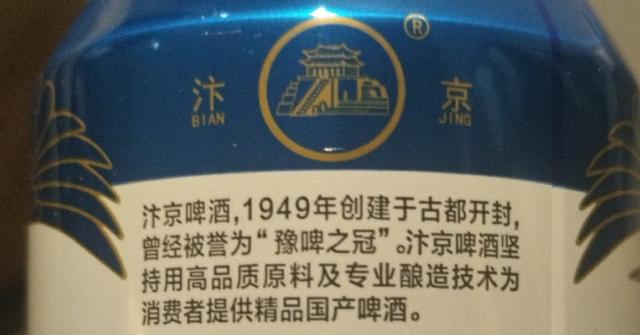 ®
汴 京
BIAN JING
汴京啤酒,1949年创建于古都开封,
曾经被誉为“豫啤之冠”。汴京啤酒坚
持用高品质原料及专业酿造技术为
消费者提供精品国产啤酒。